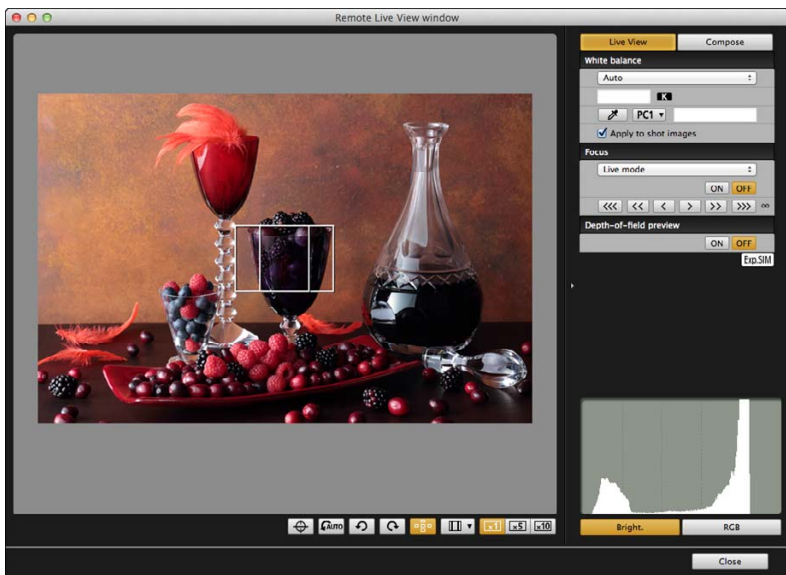 Remote Live View window
Live View Compose
White balance
Auto
K
PC1
Apply to shot images
Focus
Live mode
ON OFF
<<< << < > >> >>> ∞
Depth-of-field preview
ON OFF
Exp.SIM
AUTO x1 x5 x10
Bright. RGB
Close